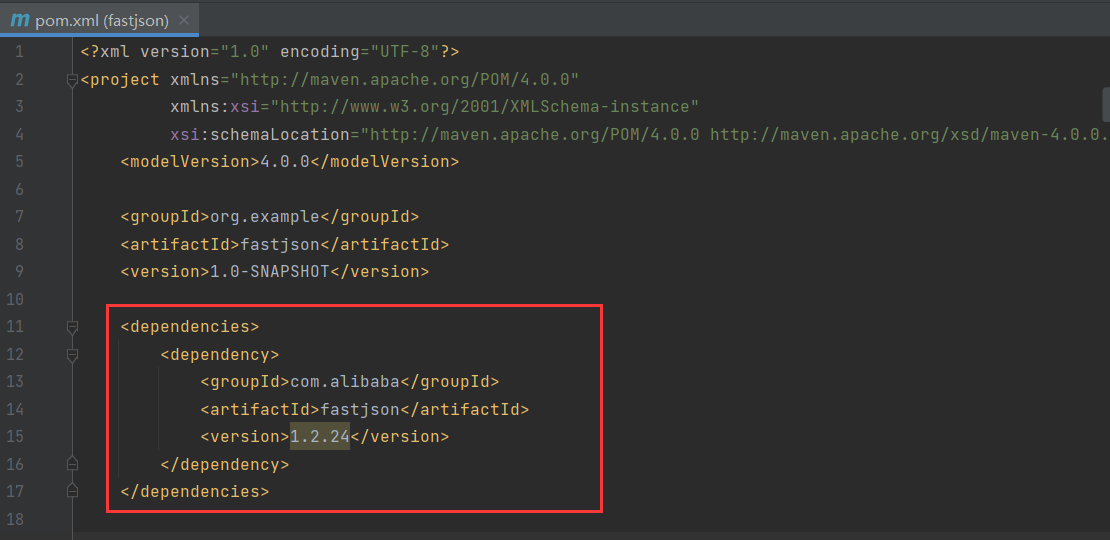 m pom.xml (fastjson) ×
1 <?xml version="1.0" encoding="UTF-8"?>
2 <project xmlns="http://maven.apache.org/POM/4.0.0"
3 xmlns:xsi="http://www.w3.org/2001/XMLSchema-instance"
4 xsi:schemaLocation="http://maven.apache.org/POM/4.0.0 http://maven.apache.org/xsd/maven-4.0.0.
5 <modelVersion>4.0.0</modelVersion>
6
7 <groupId>org.example</groupId>
8 <artifactId>fastjson</artifactId>
9 <version>1.0-SNAPSHOT</version>
10
11 <dependencies>
12 <dependency>
13 <groupId>com.alibaba</groupId>
14 <artifactId>fastjson</artifactId>
15 <version>1.2.24</version>
16 </dependency>
17 </dependencies>
18